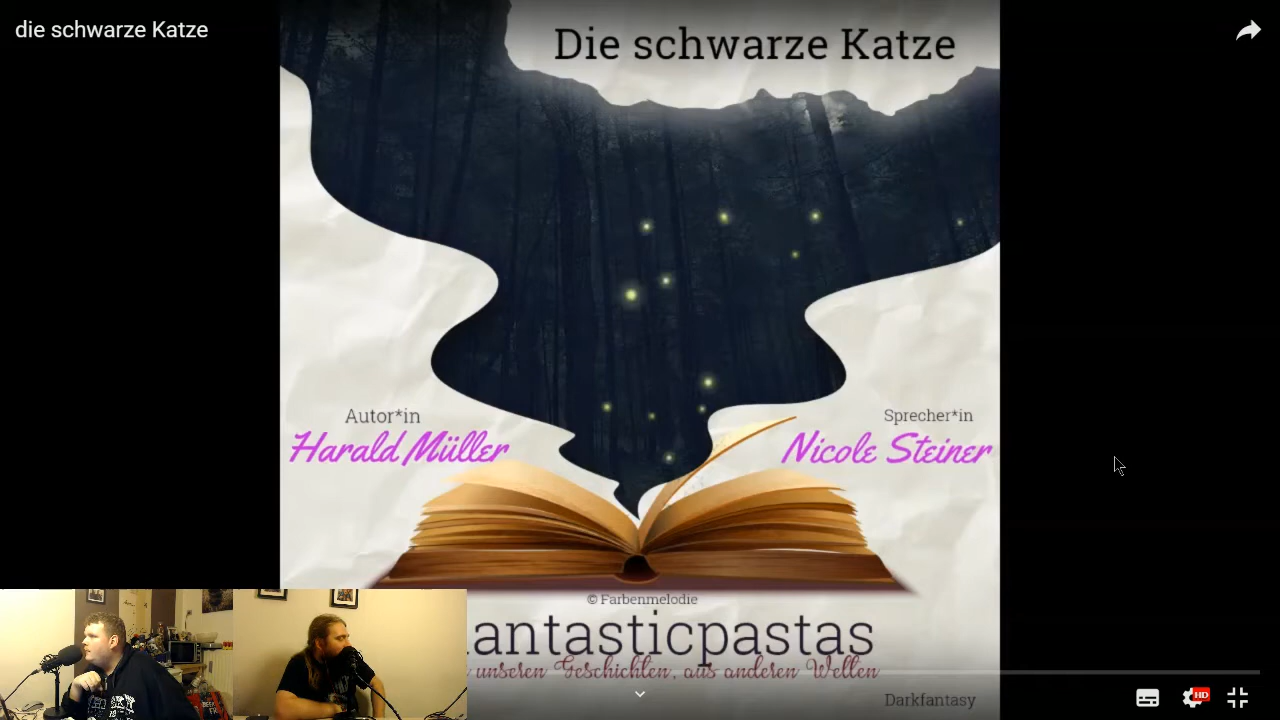 die schwarze Katze
Die schwarze Katze
Autor*in
Harald Müller
Sprecher*in
Nicole Steiner
© Farbenmelodie
antasticpastas
unseren Geschichten, aus anderen Welten
Darkfantasy
HD